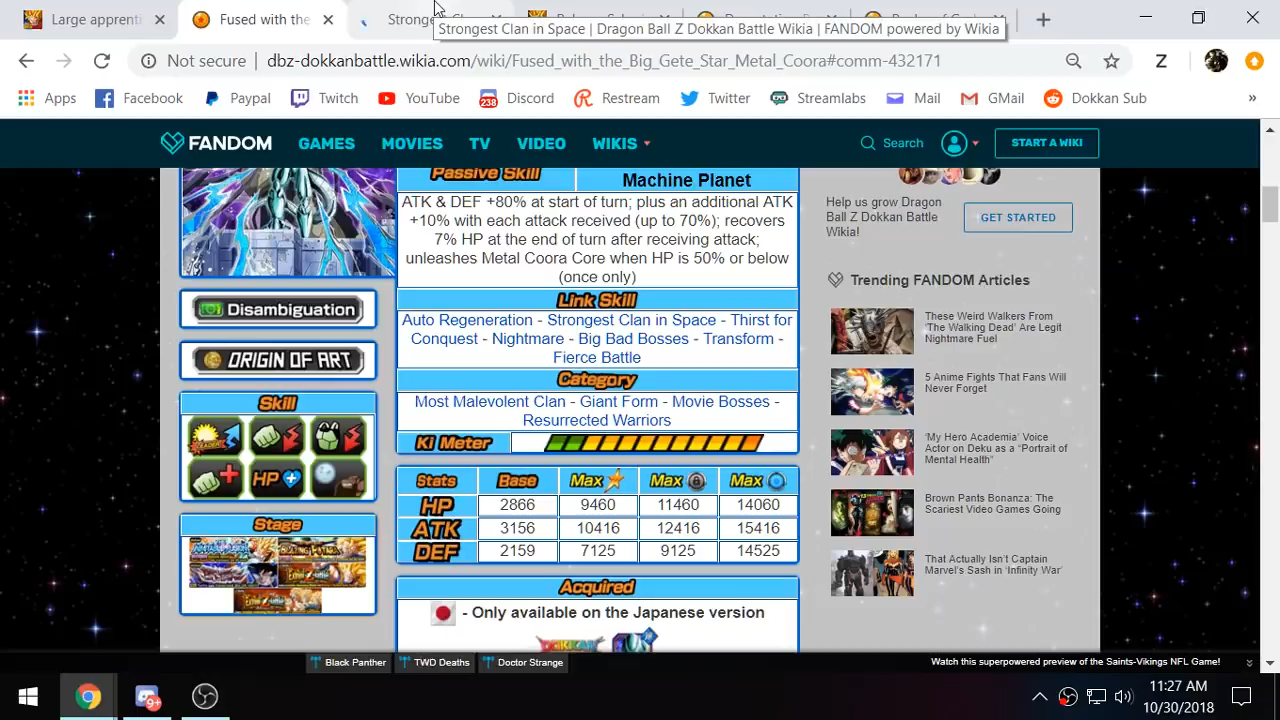 Large apprenti
Fused with the
Strong
Strongest Clan in Space | Dragon Ball Z Dokkan Battle Wikia | FANDOM powered by Wikia
Not secure
dbz-dokkanbattle.wikia.com/wiki/Fused_with_the_Big_Gete_Star_Metal_Coora#comm-432171
Z
Apps
Facebook
Paypal
Twitch
YouTube
238
Discord
Restream
Twitter
Streamlabs
Mail
GMail
Dokkan Sub
»
FANDOM
GAMES
MOVIES
TV
VIDEO
WIKIS
Search
START A WIKI
Passive Skill
Machine Planet
ATK & DEF +80% at start of turn; plus an additional ATK
+10% with each attack received (up to 70%); recovers
7% HP at the end of turn after receiving attack;
unleashes Metal Coora Core when HP is 50% or below
(once only)
Link Skill
Auto Regeneration - Strongest Clan in Space - Thirst for
Conquest - Nightmare - Big Bad Bosses - Transform -
Fierce Battle
Category
Most Malevolent Clan - Giant Form - Movie Bosses -
Resurrected Warriors
Ki Meter
Stats Base Max Max Max
HP 2866 9460 11460 14060
ATK 3156 10416 12416 15416
DEF 2159 7125 9125 14525
Acquired
- Only available on the Japanese version
Disambiguation
ORIGIN OF ART
Skill
HP
Stage
Help us grow Dragon
Ball Z Dokkan Battle
Wikia!
GET STARTED
Trending FANDOM Articles
These Weird Walkers From
'The Walking Dead' Are Legit
Nightmare Fuel
5 Anime Fights That Fans Will
Never Forget
'My Hero Academia' Voice
Actor on Deku as a "Portrait of
Mental Health"
Brown Pants Bonanza: The
Scariest Video Games Going
That Actually Isn't Captain
Marvel's Sash in 'Infinity War'
Black Panther
TWD Deaths
Doctor Strange
Watch this superpowered preview of the Saints-Vikings NFL Game!
9+
11:27 AM
10/30/2018